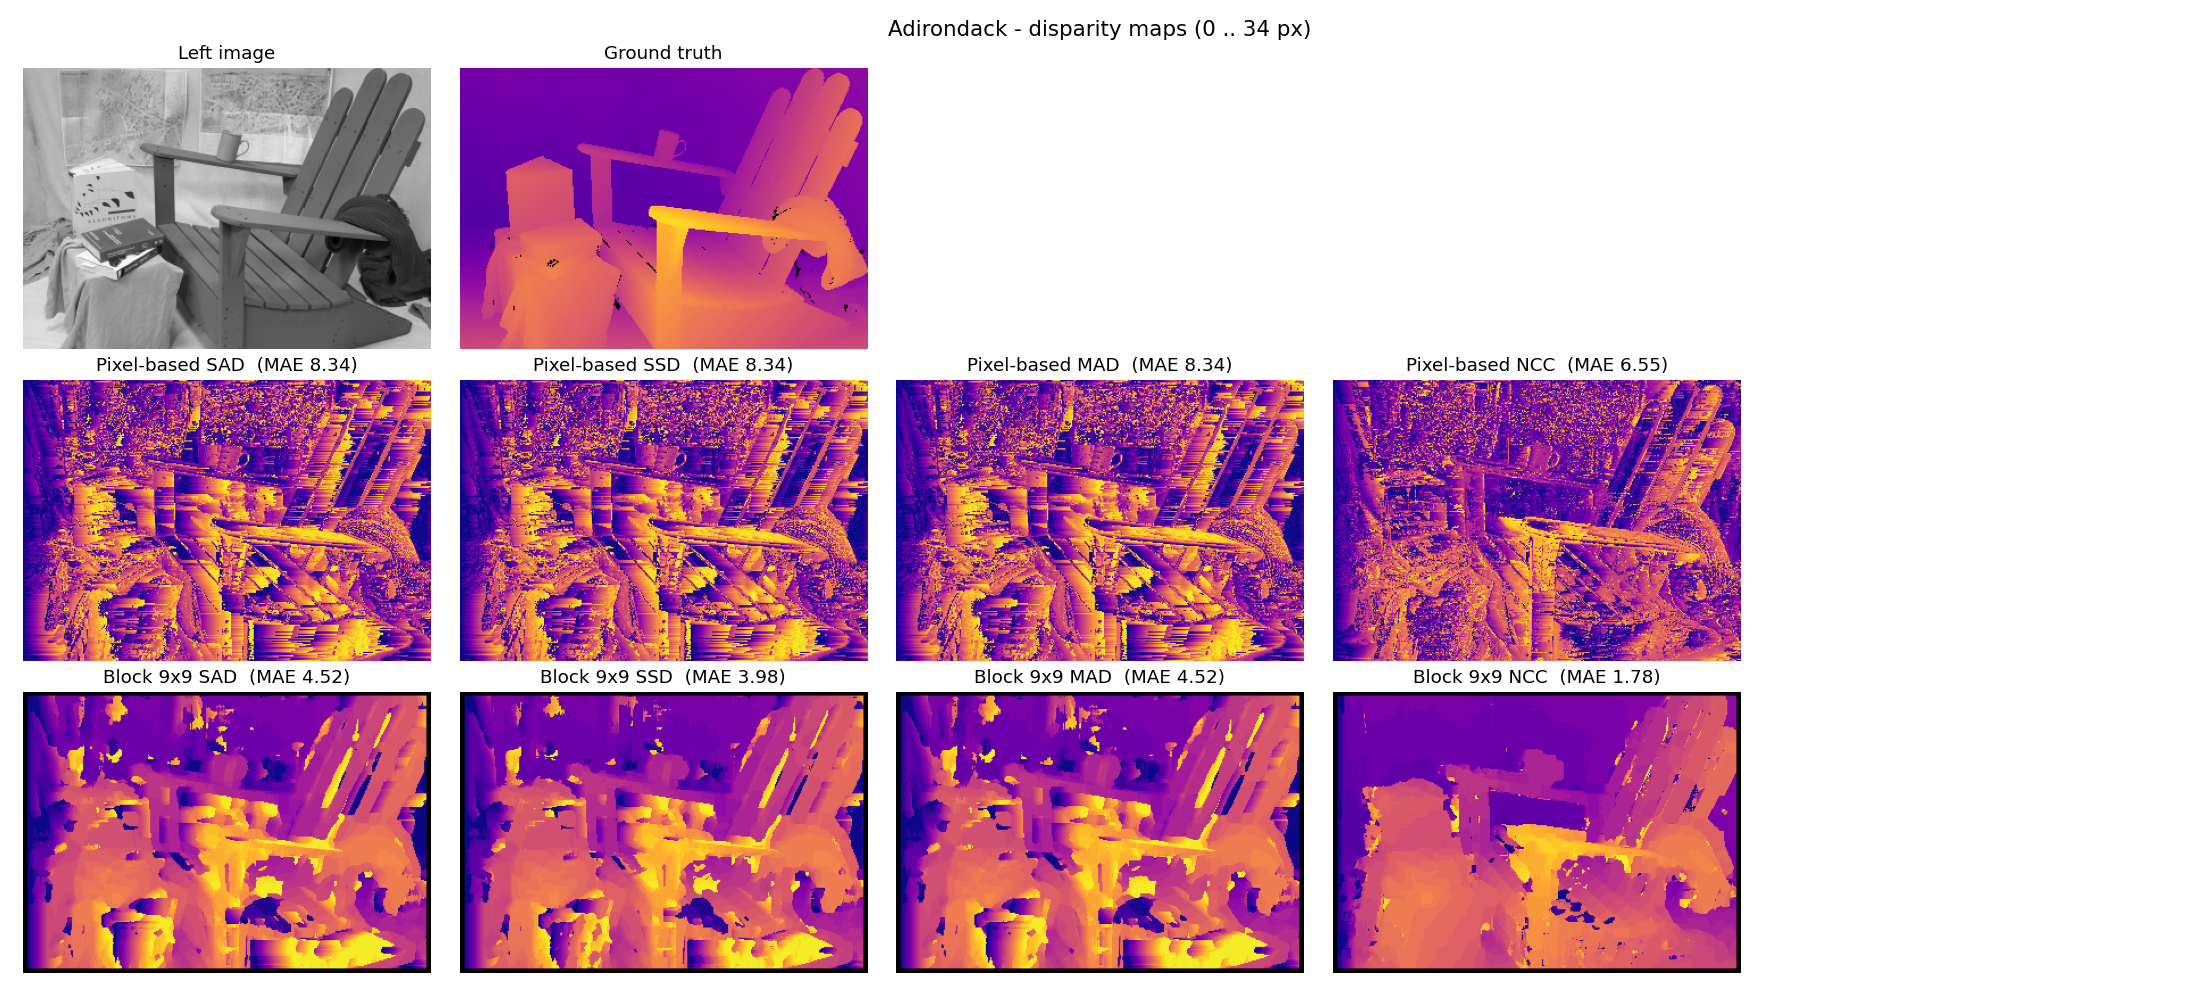 Adirondack - disparity maps (0 .. 34 px)
Left image
Ground truth
ALGORITHMS
Pixel-based SAD (MAE 8.34)
Pixel-based SSD (MAE 8.34)
Pixel-based MAD (MAE 8.34)
Pixel-based NCC (MAE 6.55)
Block 9x9 SAD (MAE 4.52)
Block 9x9 SSD (MAE 3.98)
Block 9x9 MAD (MAE 4.52)
Block 9x9 NCC (MAE 1.78)